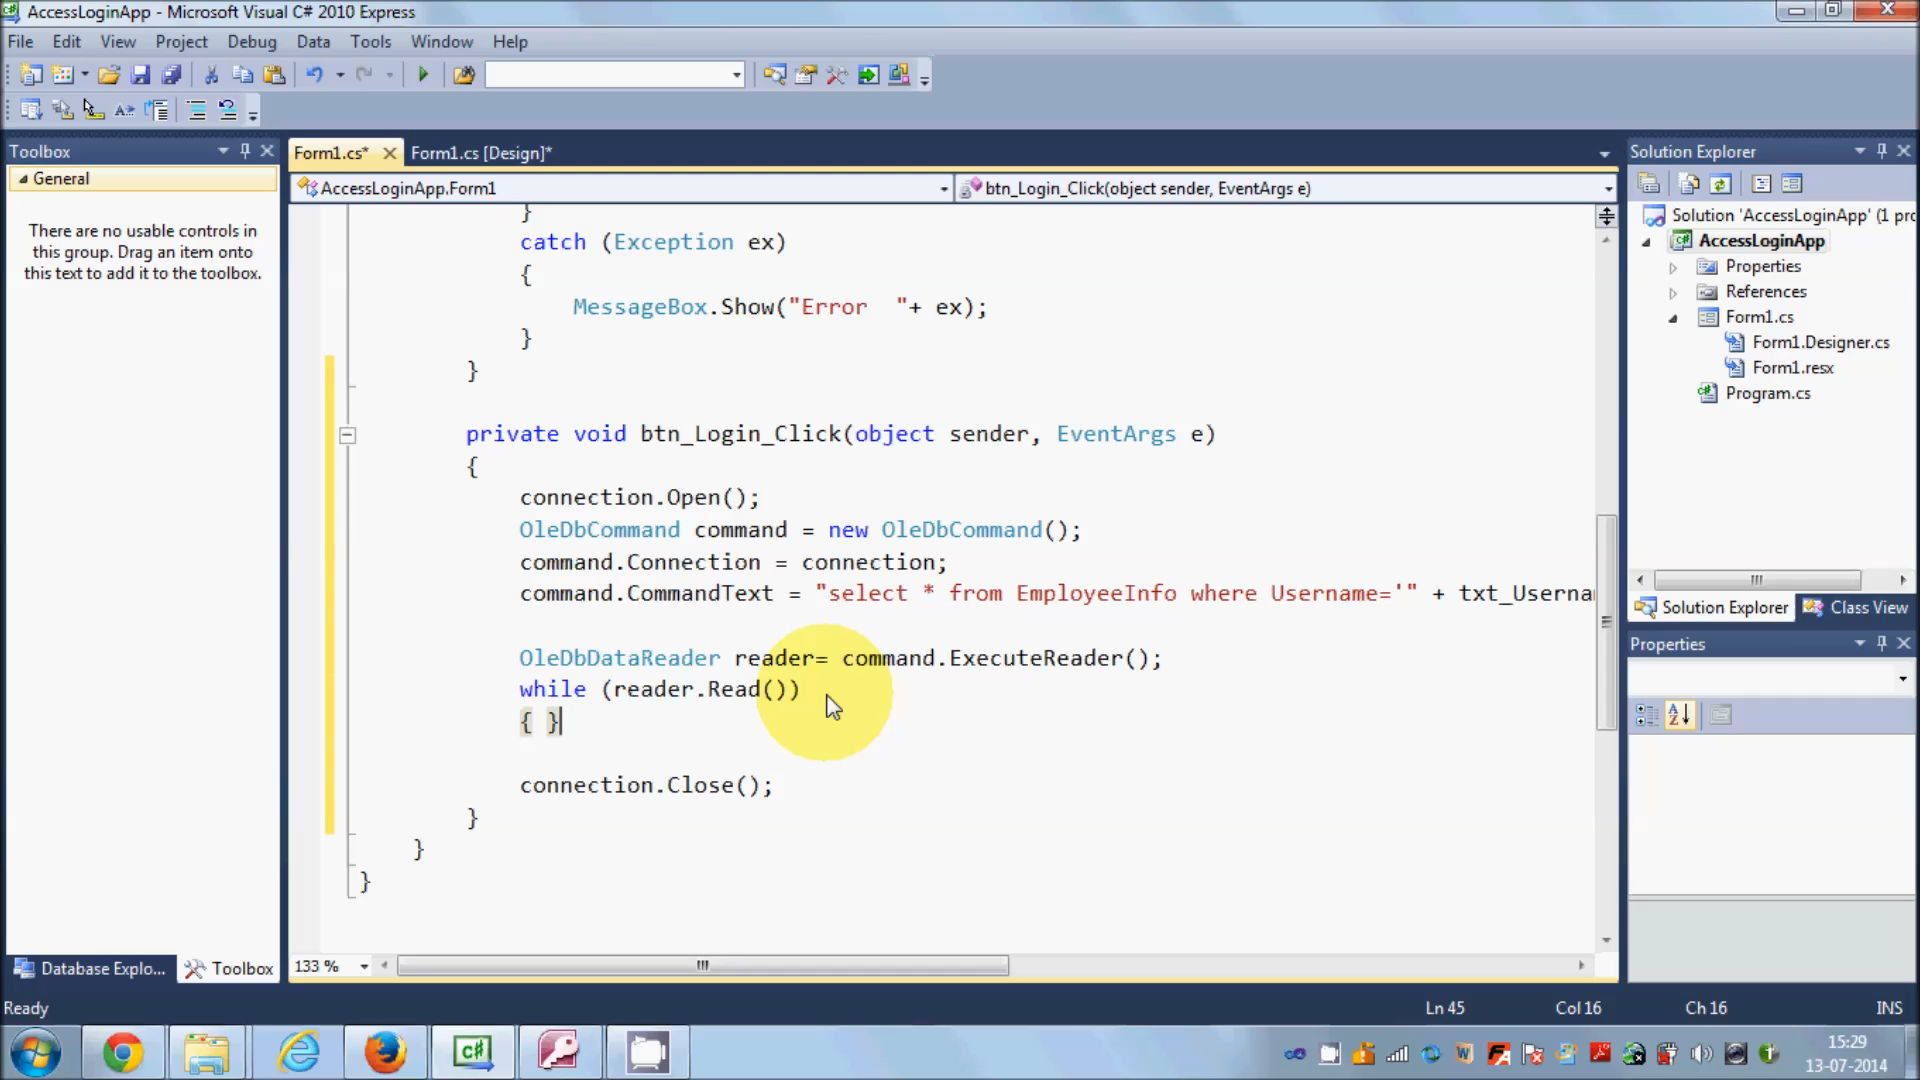 AccessLoginApp - Microsoft Visual C# 2010 Express
File Edit View Project Debug Data Tools Window Help
Toolbox
General
There are no usable controls in
this group. Drag an item onto
this text to add it to the toolbox.
Database Explo... Toolbox
Form1.cs* Form1.cs [Design]*
AccessLoginApp.Form1 btn_Login_Click(object sender, EventArgs e)
}
catch (Exception ex)
{
MessageBox.Show("Error  "+ ex);
}
}
private void btn_Login_Click(object sender, EventArgs e)
{
connection.Open();
OleDbCommand command = new OleDbCommand();
command.Connection = connection;
command.CommandText = "select * from EmployeeInfo where Username='" + txt_Userna
OleDbDataReader reader= command.ExecuteReader();
while (reader.Read())
{ }
connection.Close();
}
}
}
133 %
Solution Explorer
Solution 'AccessLoginApp' (1 pro
AccessLoginApp
Properties
References
Form1.cs
Form1.Designer.cs
Form1.resx
Program.cs
Solution Explorer Class View
Properties
Ready Ln 45 Col 16 Ch 16 INS
15:29
13-07-2014